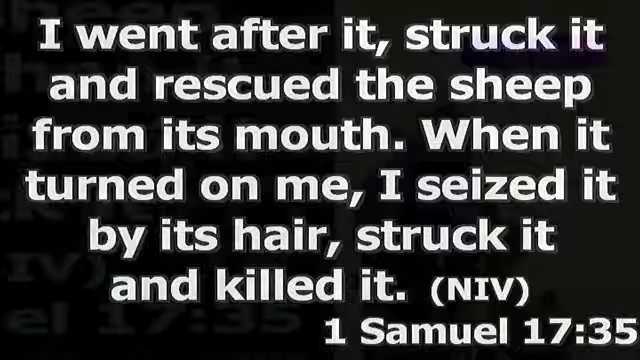 I went after it, struck it
and rescued the sheep
from its mouth. When it
turned on me, I seized it
by its hair, struck it
and killed it. (NIV)
1 Samuel 17:35